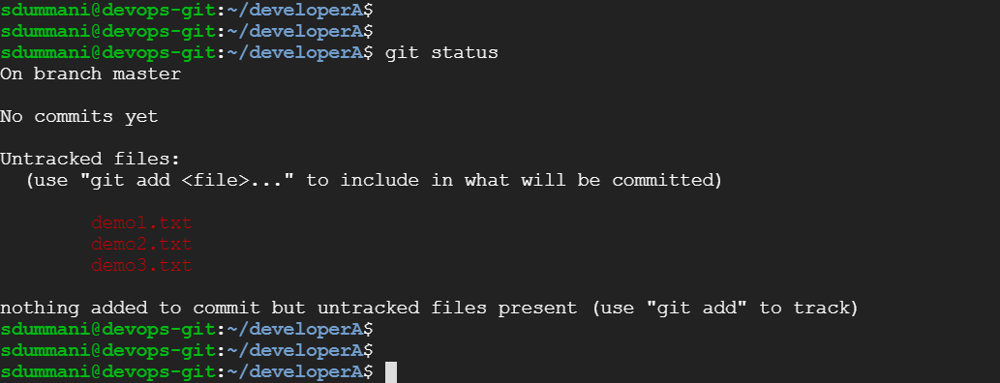 sdummani@devops-git:~/developerA$
sdummani@devops-git:~/developerA$
sdummani@devops-git:~/developerA$ git status
On branch master
No commits yet
Untracked files:
(use "git add <file>..." to include in what will be committed)
demo1.txt
demo2.txt
demo3.txt
nothing added to commit but untracked files present (use "git add" to track)
sdummani@devops-git:~/developerA$
sdummani@devops-git:~/developerA$
sdummani@devops-git:~/developerA$